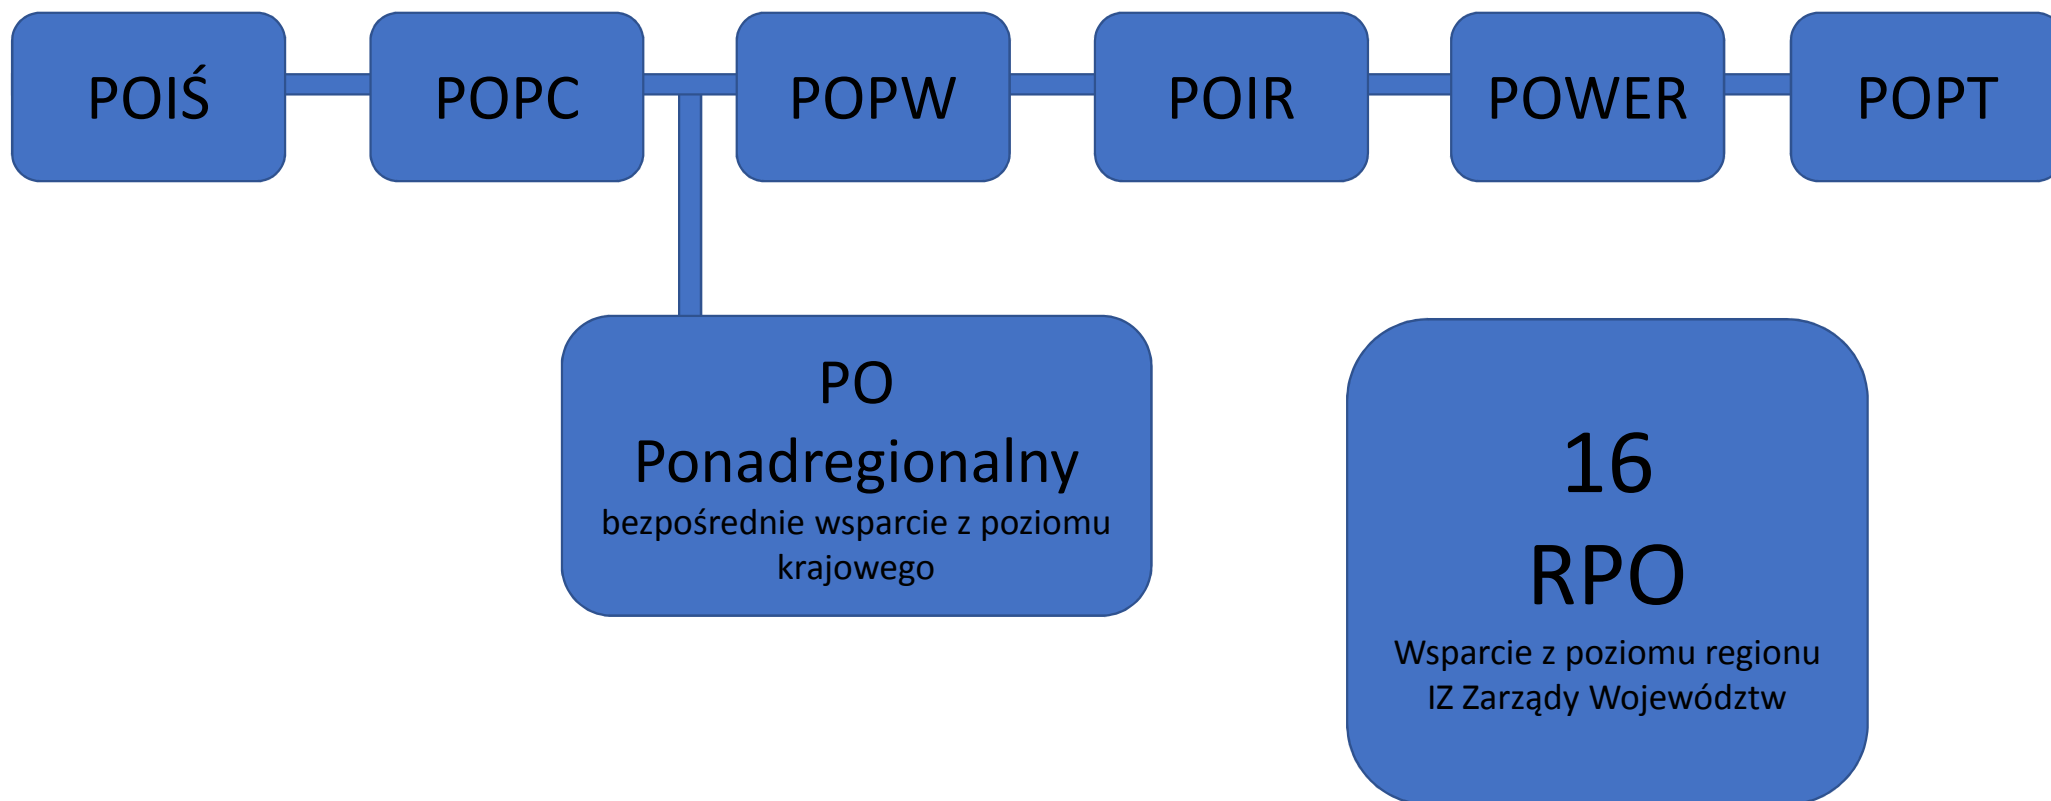 POIŚ
POPC
POPW
POIR
POWER
POPT
PO
Ponadregionalny
bezpośrednie wsparcie z poziomu
krajowego
16
RPO
Wsparcie z poziomu regionu
IZ Zarządy Województw